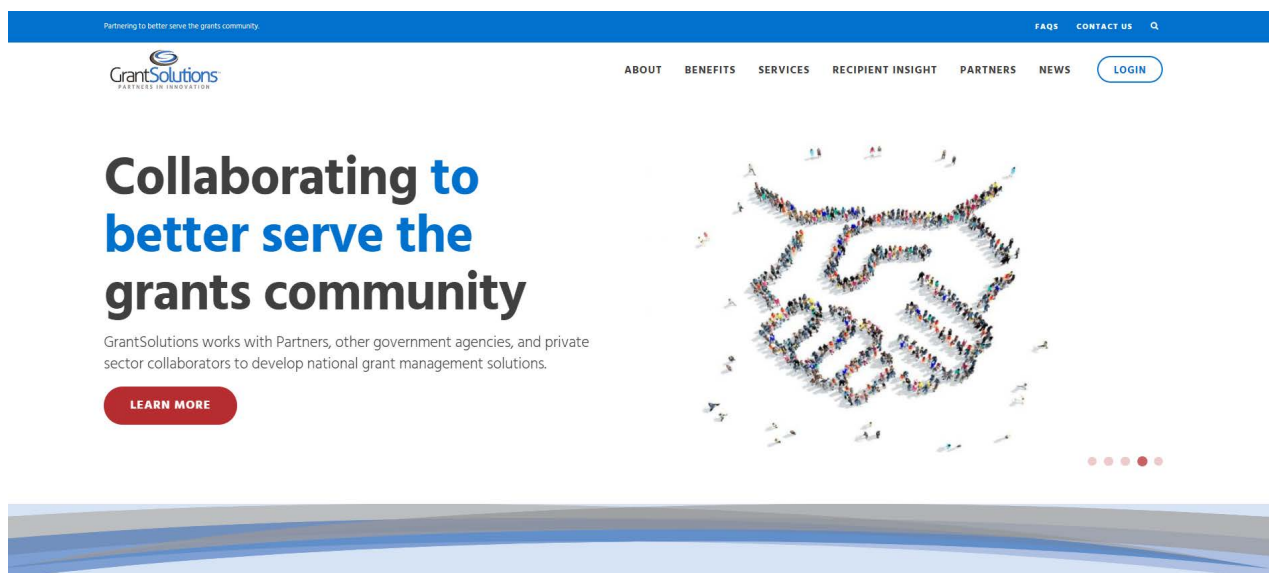 Partnering to better serve the grants community.
FAQS CONTACT US
GrantSolutions
PARTNERS IN INNOVATION
ABOUT BENEFITS SERVICES RECIPIENT INSIGHT PARTNERS NEWS LOGIN
Collaborating to
better serve the
grants community
GrantSolutions works with Partners, other government agencies, and private
sector collaborators to develop national grant management solutions.
LEARN MORE